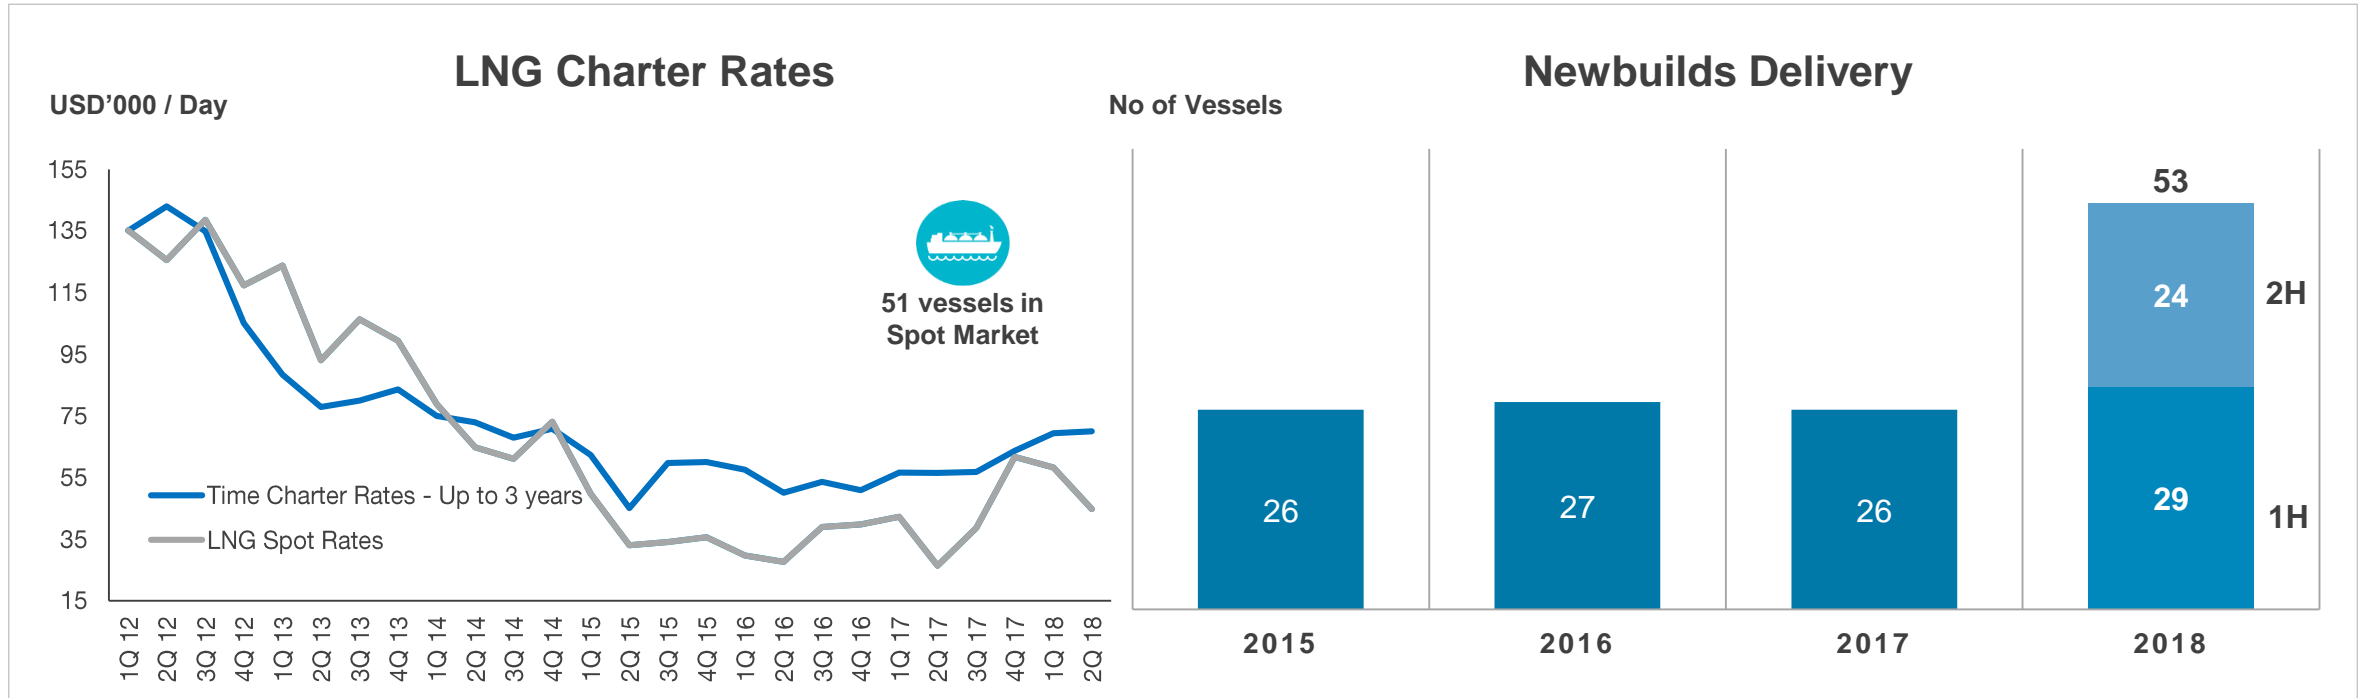 LNG Charter Rates
USD’000 / Day
155
135
115
95
75
55
35
15
51 vessels in
Spot Market
Time Charter Rates - Up to 3 years
LNG Spot Rates
1Q 12
2Q 12
3Q 12
4Q 12
1Q 13
2Q 13
3Q 13
4Q 13
1Q 14
2Q 14
3Q 14
4Q 14
1Q 15
2Q 15
3Q 15
4Q 15
1Q 16
2Q 16
3Q 16
4Q 16
1Q 17
2Q 17
3Q 17
4Q 17
1Q 18
2Q 18
Newbuilds Delivery
No of Vessels
53
24
2H
26
27
26
29
1H
2015
2016
2017
2018